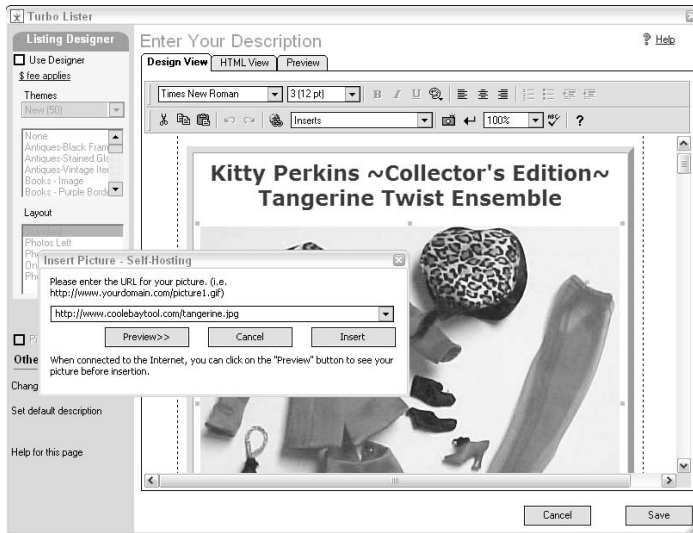 Turbo Lister
Listing Designer
Use Designer
$ fee applies
Themes
New (50)
None
Antiques-Black Fram
Antiques-Stained Gla
Antiques-Vintage Iter
Books - Image
Books - Purple Borde
Layout
Standard
Photos Left
Enter Your Description
Help
Design View HTML View Preview
Times New Roman 3 (12 pt) B I U
Inserts 100% ABC ?
Kitty Perkins ~Collector's Edition~
Tangerine Twist Ensemble
Insert Picture - Self-Hosting
Please enter the URL for your picture. (i.e.
http://www.yourdomain.com/picture1.gif)
http://www.coolebaytool.com/tangerine.jpg
Preview>> Cancel Insert
When connected to the Internet, you can click on the "Preview" button to see your
picture before insertion.
Set default description
Help for this page
Cancel Save